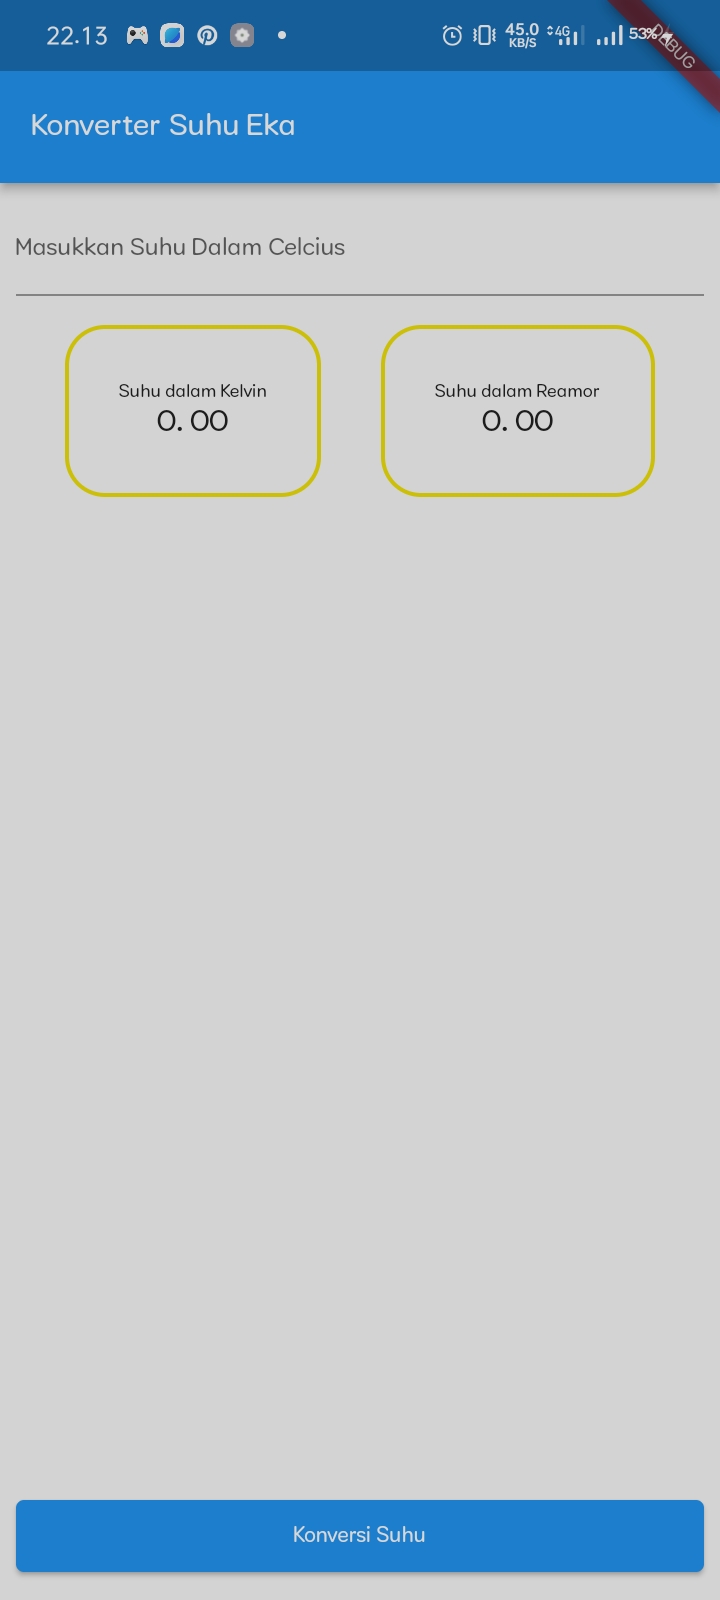 22.13 45.0 KB/S 4G 53%
DEBUG
Konverter Suhu Eka
Masukkan Suhu Dalam Celcius
Suhu dalam Kelvin
0. 00
Suhu dalam Reamor
0. 00
Konversi Suhu